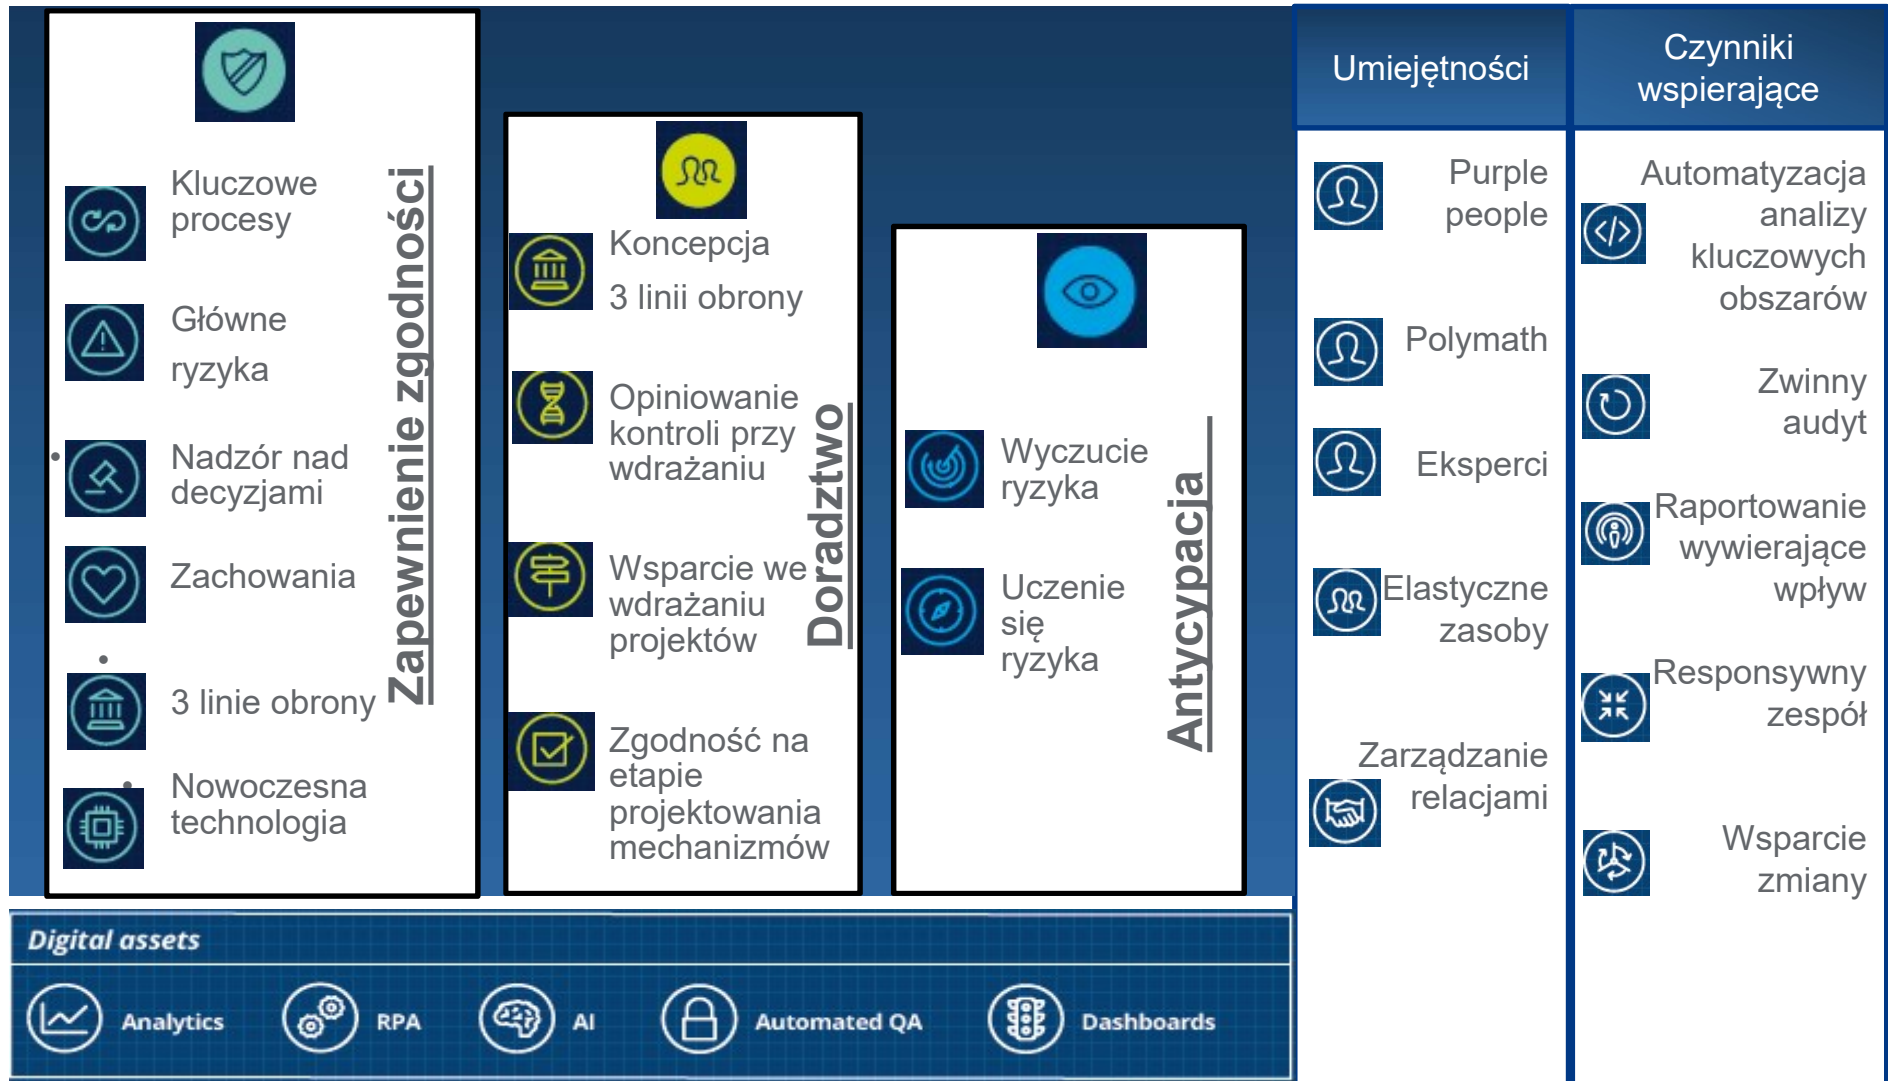 Kluczowe
procesy
Główne
ryzyka
Nadzór nad
decyzjami
Zachowania
3 linie obrony
Nowoczesna
technologia
Zapewnienie zgodności
Koncepcja
3 linii obrony
Opiniowanie
kontroli przy
wdrażaniu
Wsparcie we
wdrażaniu
projektów
Zgodność na
etapie
projektowania
mechanizmów
Doradztwo
Wyczucie
ryzyka
Uczenie
się
ryzyka
Antycypacja
Umiejętności
Purple
people
Polymath
Eksperci
Elastyczne
zasoby
Zarządzanie
relacjami
Czynniki
wspierające
Automatyzacja
analizy
kluczowych
obszarów
Zwinny
audyt
Raportowanie
wywierające
wpływ
Responsywny
zespół
Wsparcie
zmiany
Digital assets
Analytics
RPA
AI
Automated QA
Dashboards